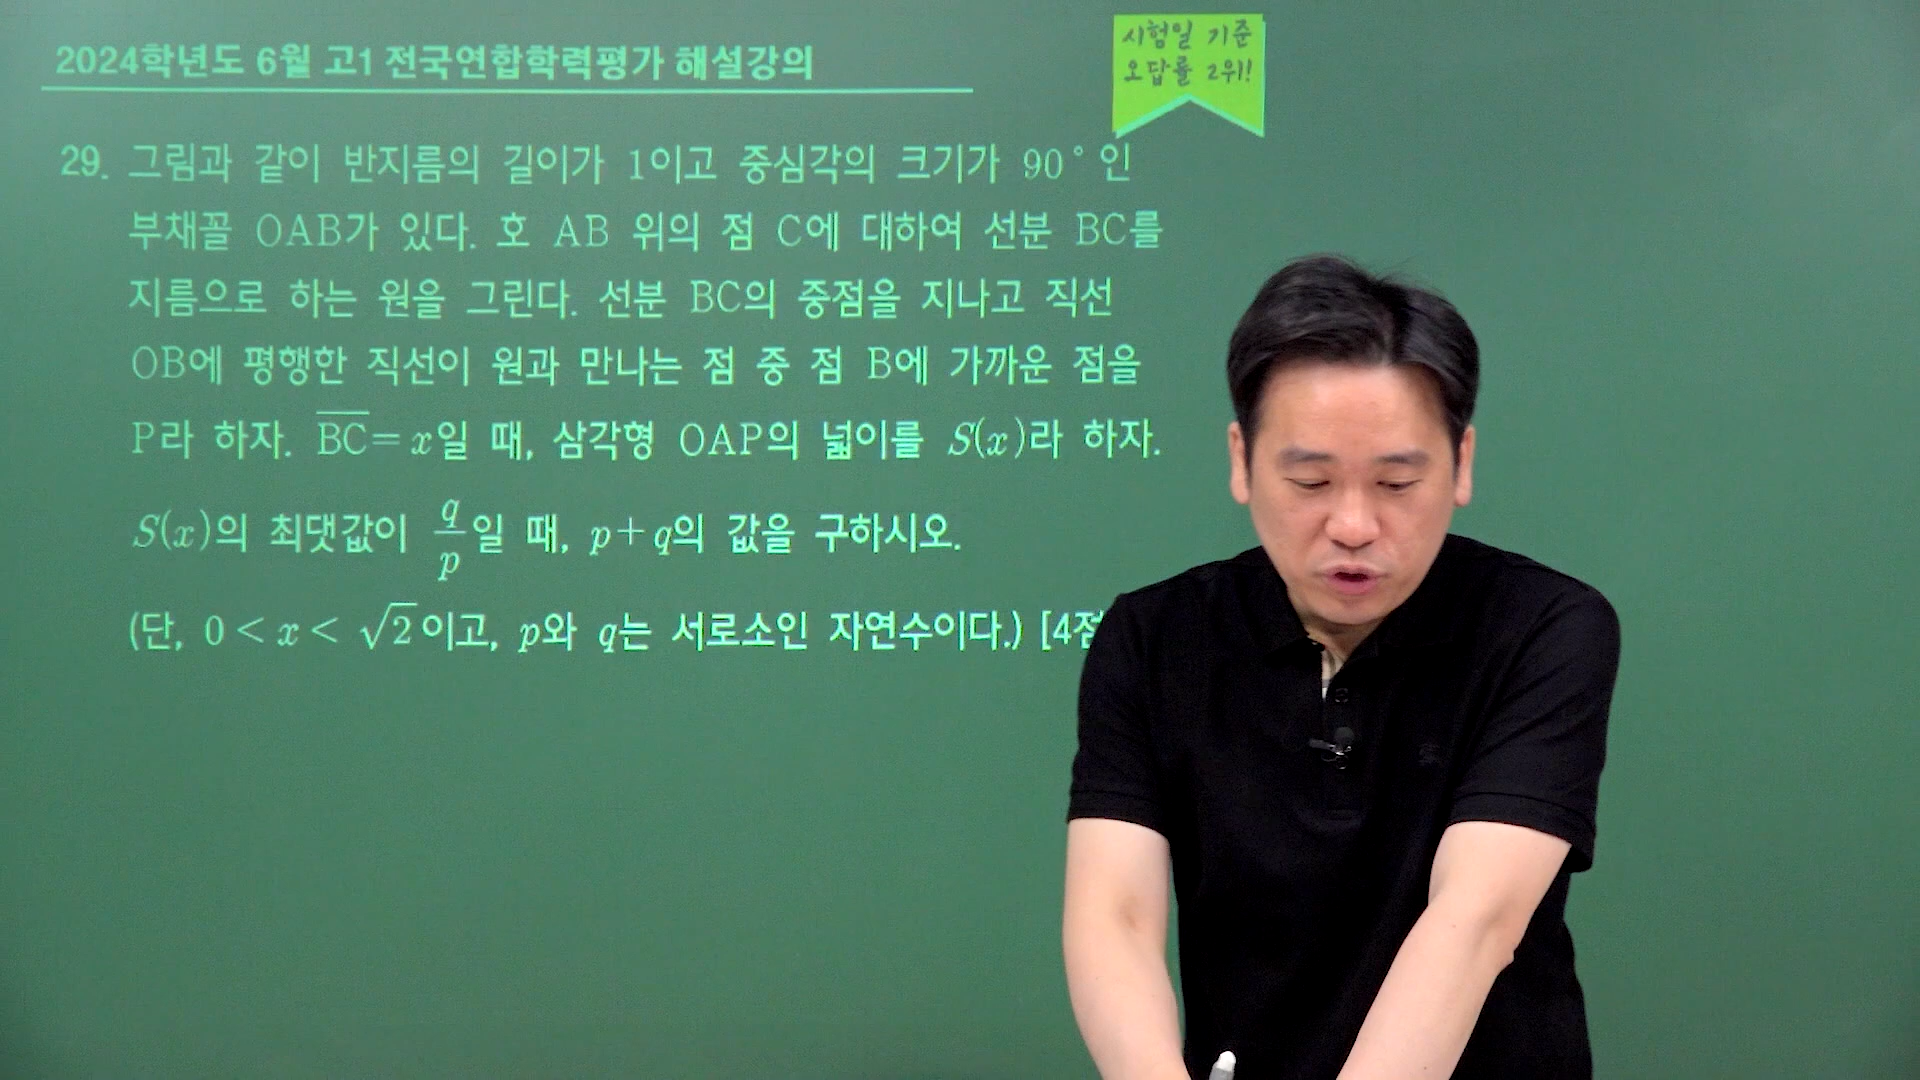 2024학년도 6월 고1 전국연합학력평가 해설강의
시험일 기준
오답률 2위!
29. 그림과 같이 반지름의 길이가 1이고 중심각의 크기가 90°인
부채꼴 OAB가 있다. 호 AB 위의 점 C에 대하여 선분 BC를
지름으로 하는 원을 그린다. 선분 BC의 중점을 지나고 직선
OB에 평행한 직선이 원과 만나는 점 중 점 B에 가까운 점을
P라 하자. \overline{BC}=x일 때, 삼각형 OAP의 넓이를 S(x)라 하자.
S(x)의 최댓값이 q/p일 때, p+q의 값을 구하시오.
(단, 0<x<√2이고, p와 q는 서로소인 자연수이다.) [4점